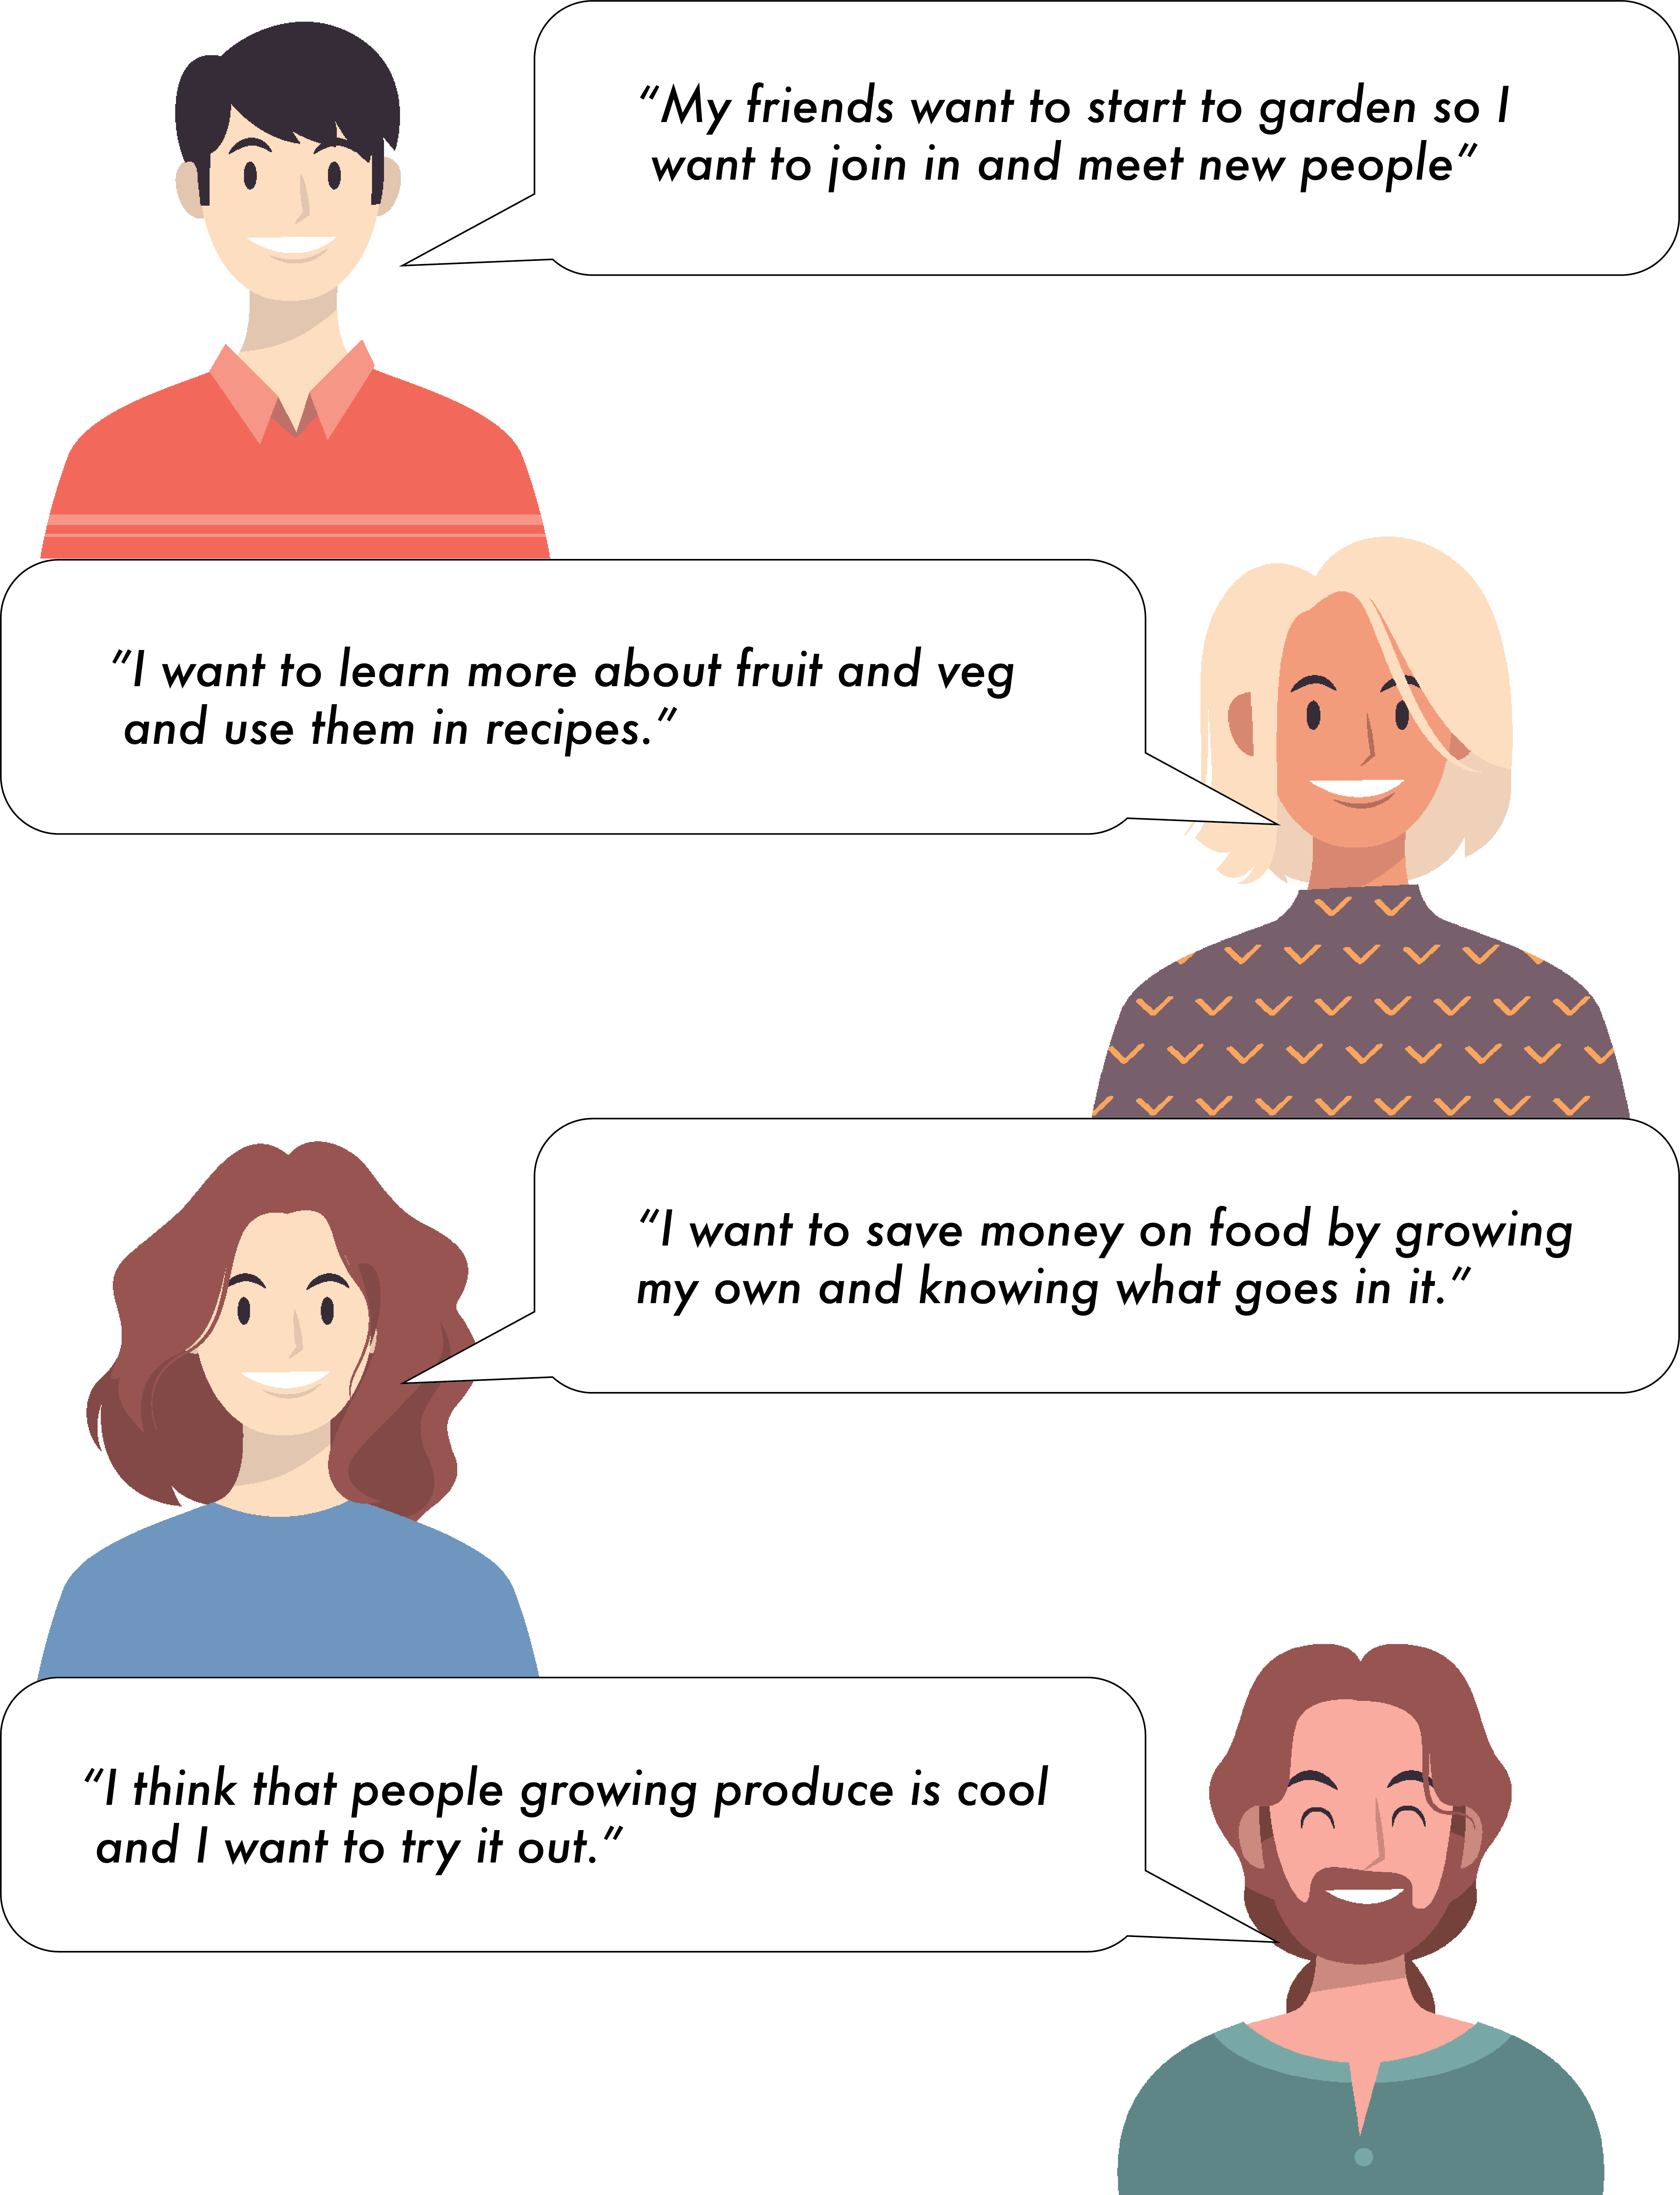 "My friends want to start to garden so I
want to join in and meet new people"
"I want to learn more about fruit and veg
and use them in recipes."
"I want to save money on food by growing
my own and knowing what goes in it."
"I think that people growing produce is cool
and I want to try it out."